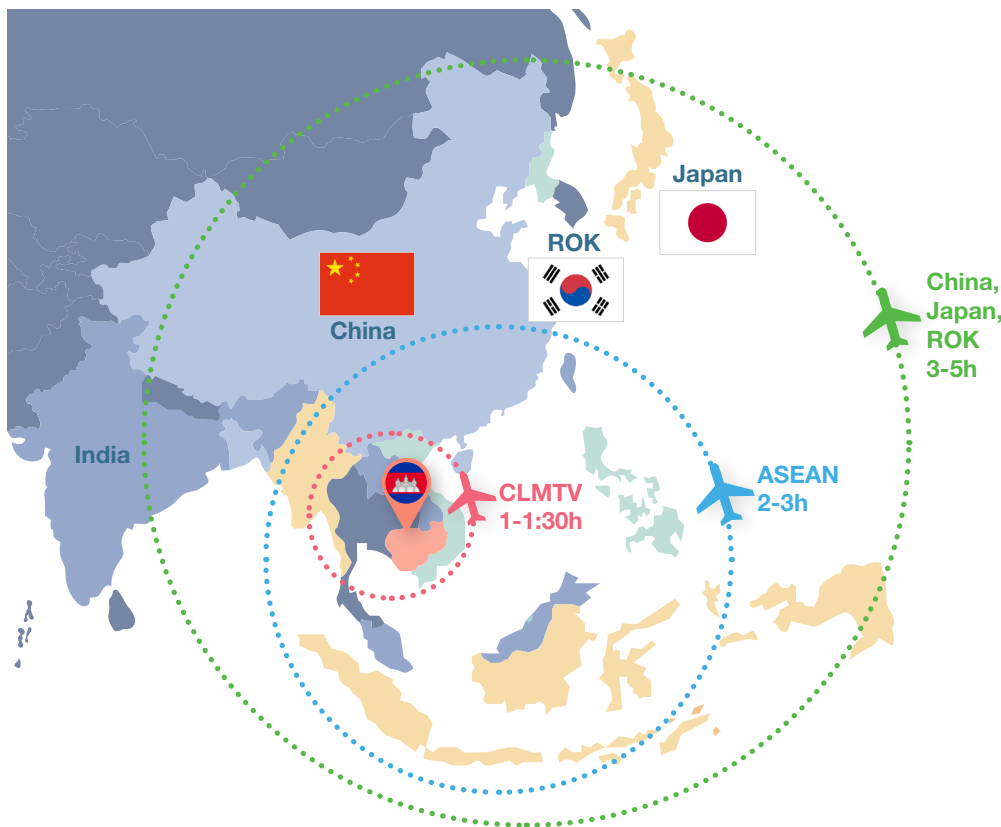 Japan
ROK
China
India
China,
Japan,
ROK
3-5h
ASEAN
2-3h
CLMTV
1-1:30h